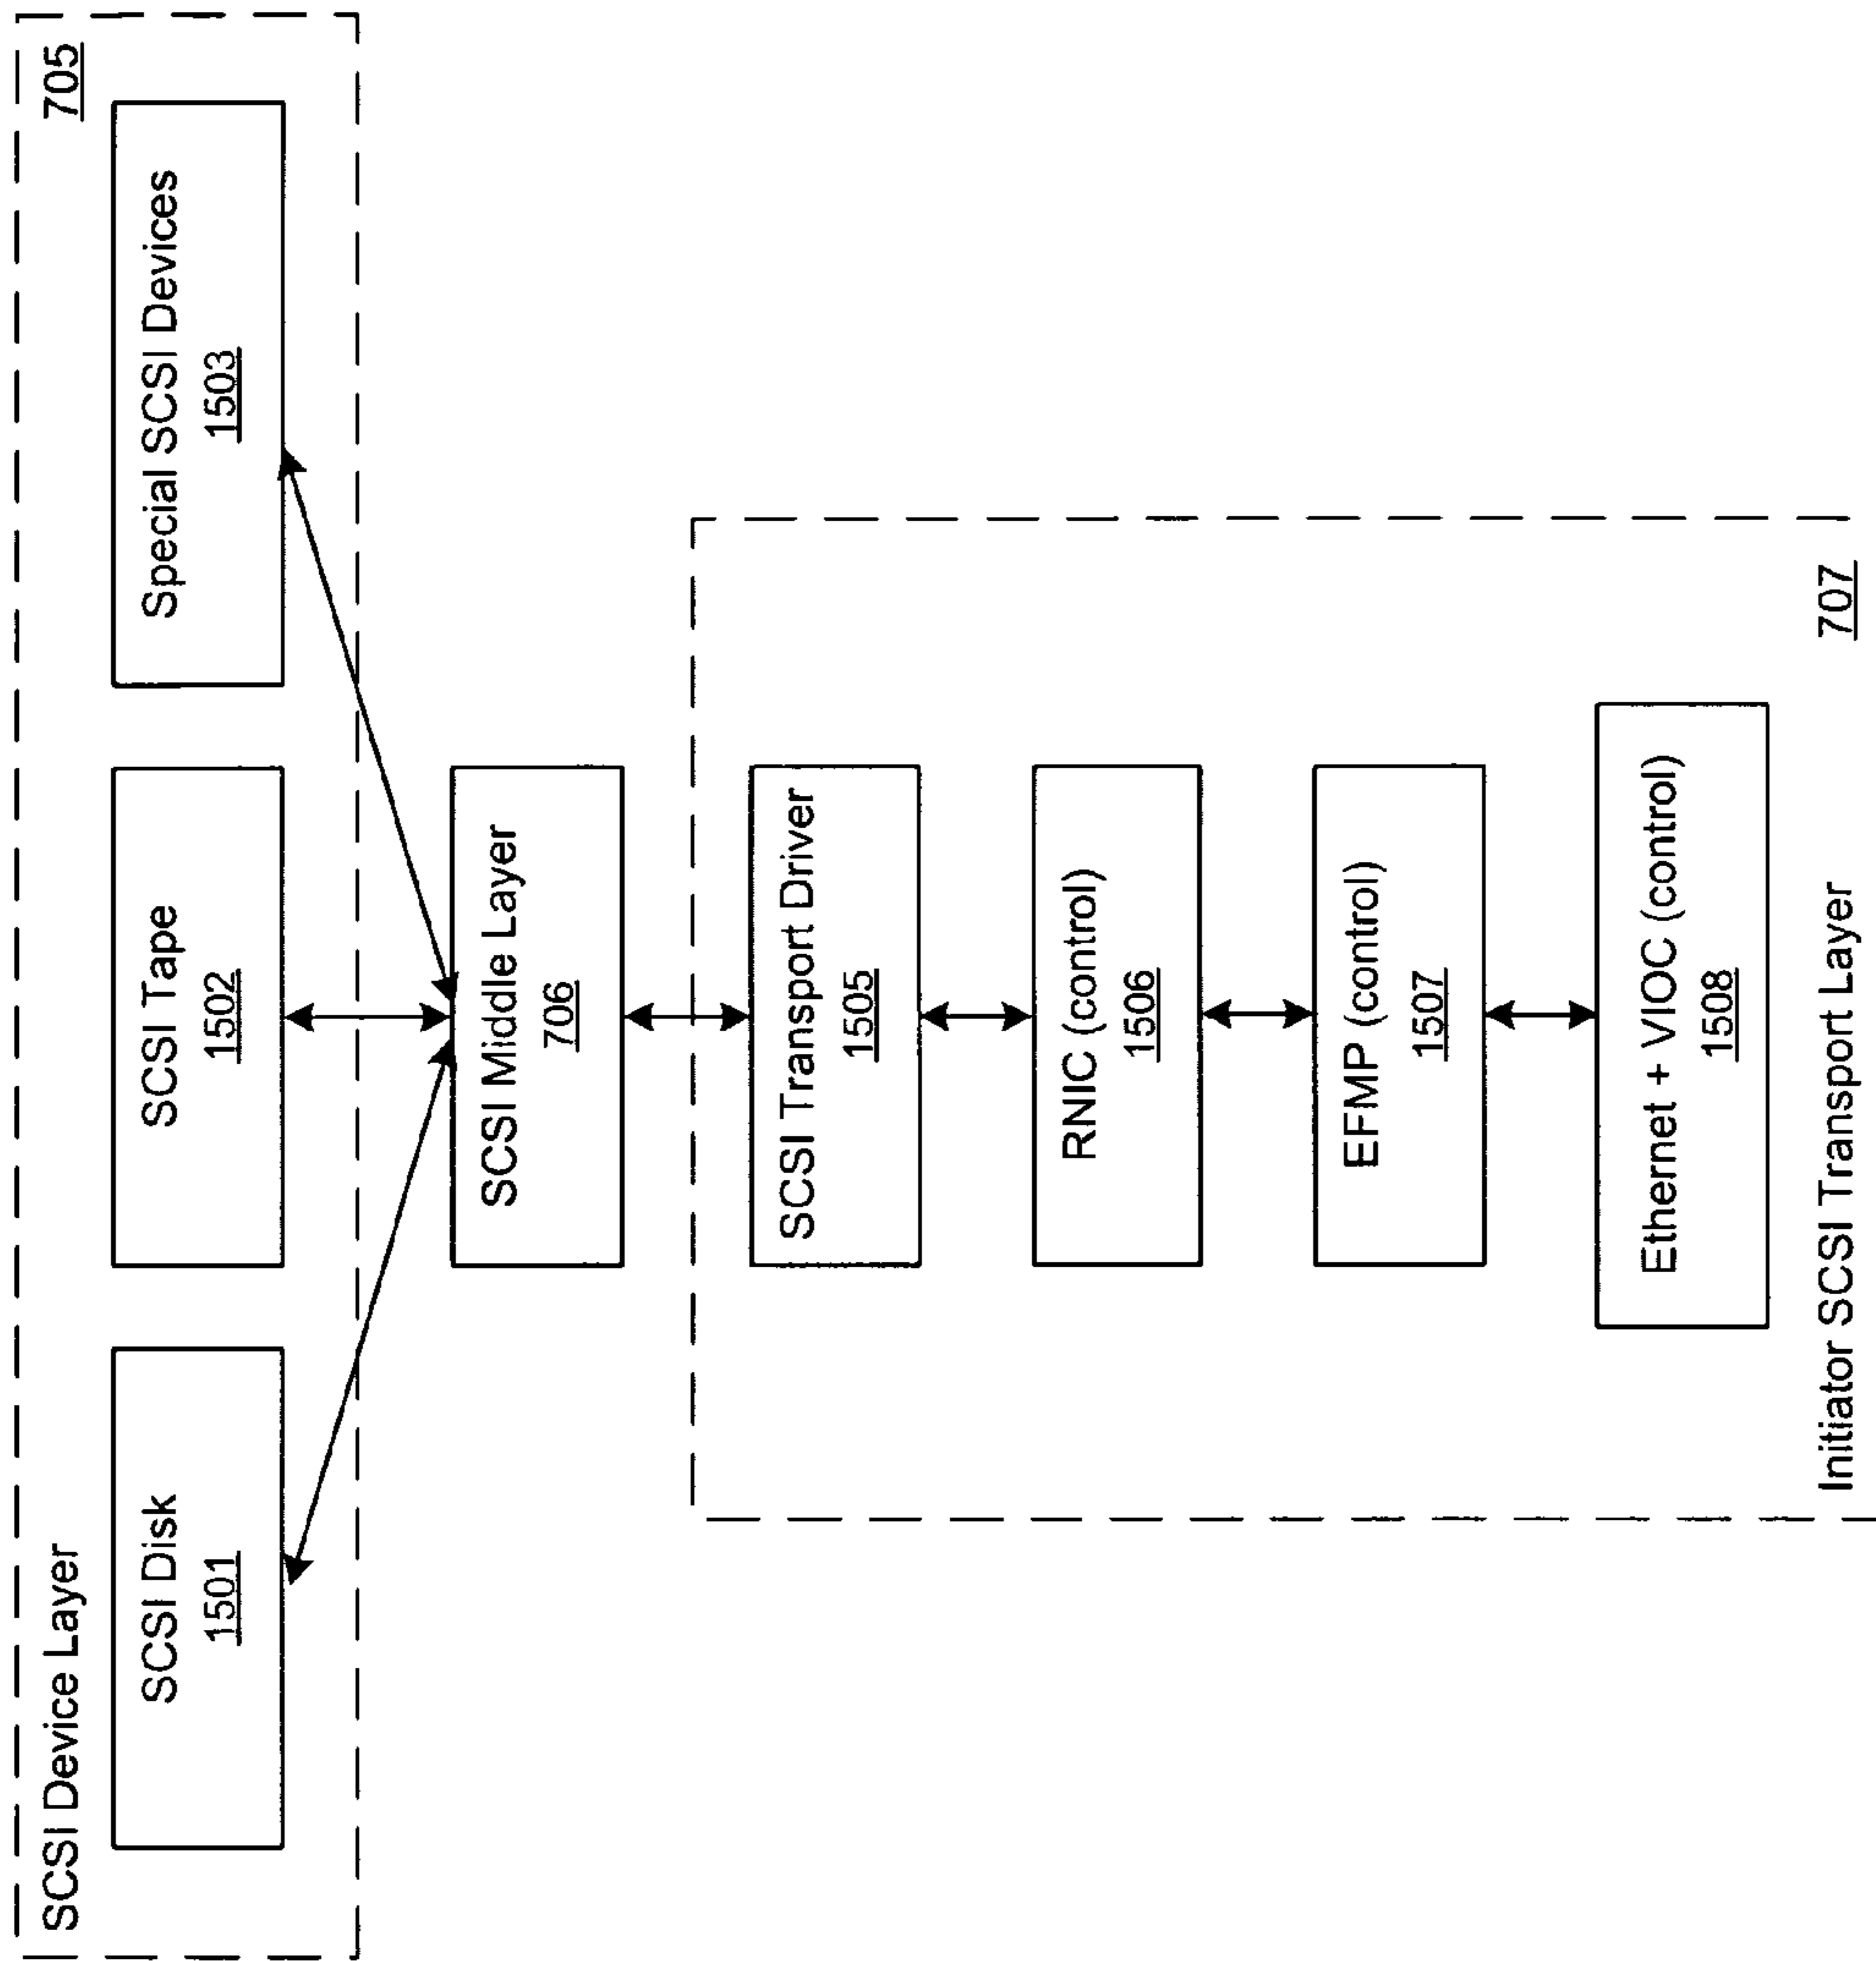 SCSI Device Layer
705
SCSI Disk
1501
SCSI Tape
1502
Special SCSI Devices
1503
SCSI Middle Layer
706
SCSI Transport Driver
1505
RNIC (control)
1506
EFMP (control)
1507
Ethernet + VIOC (control)
1508
Initiator SCSI Transport Layer
707